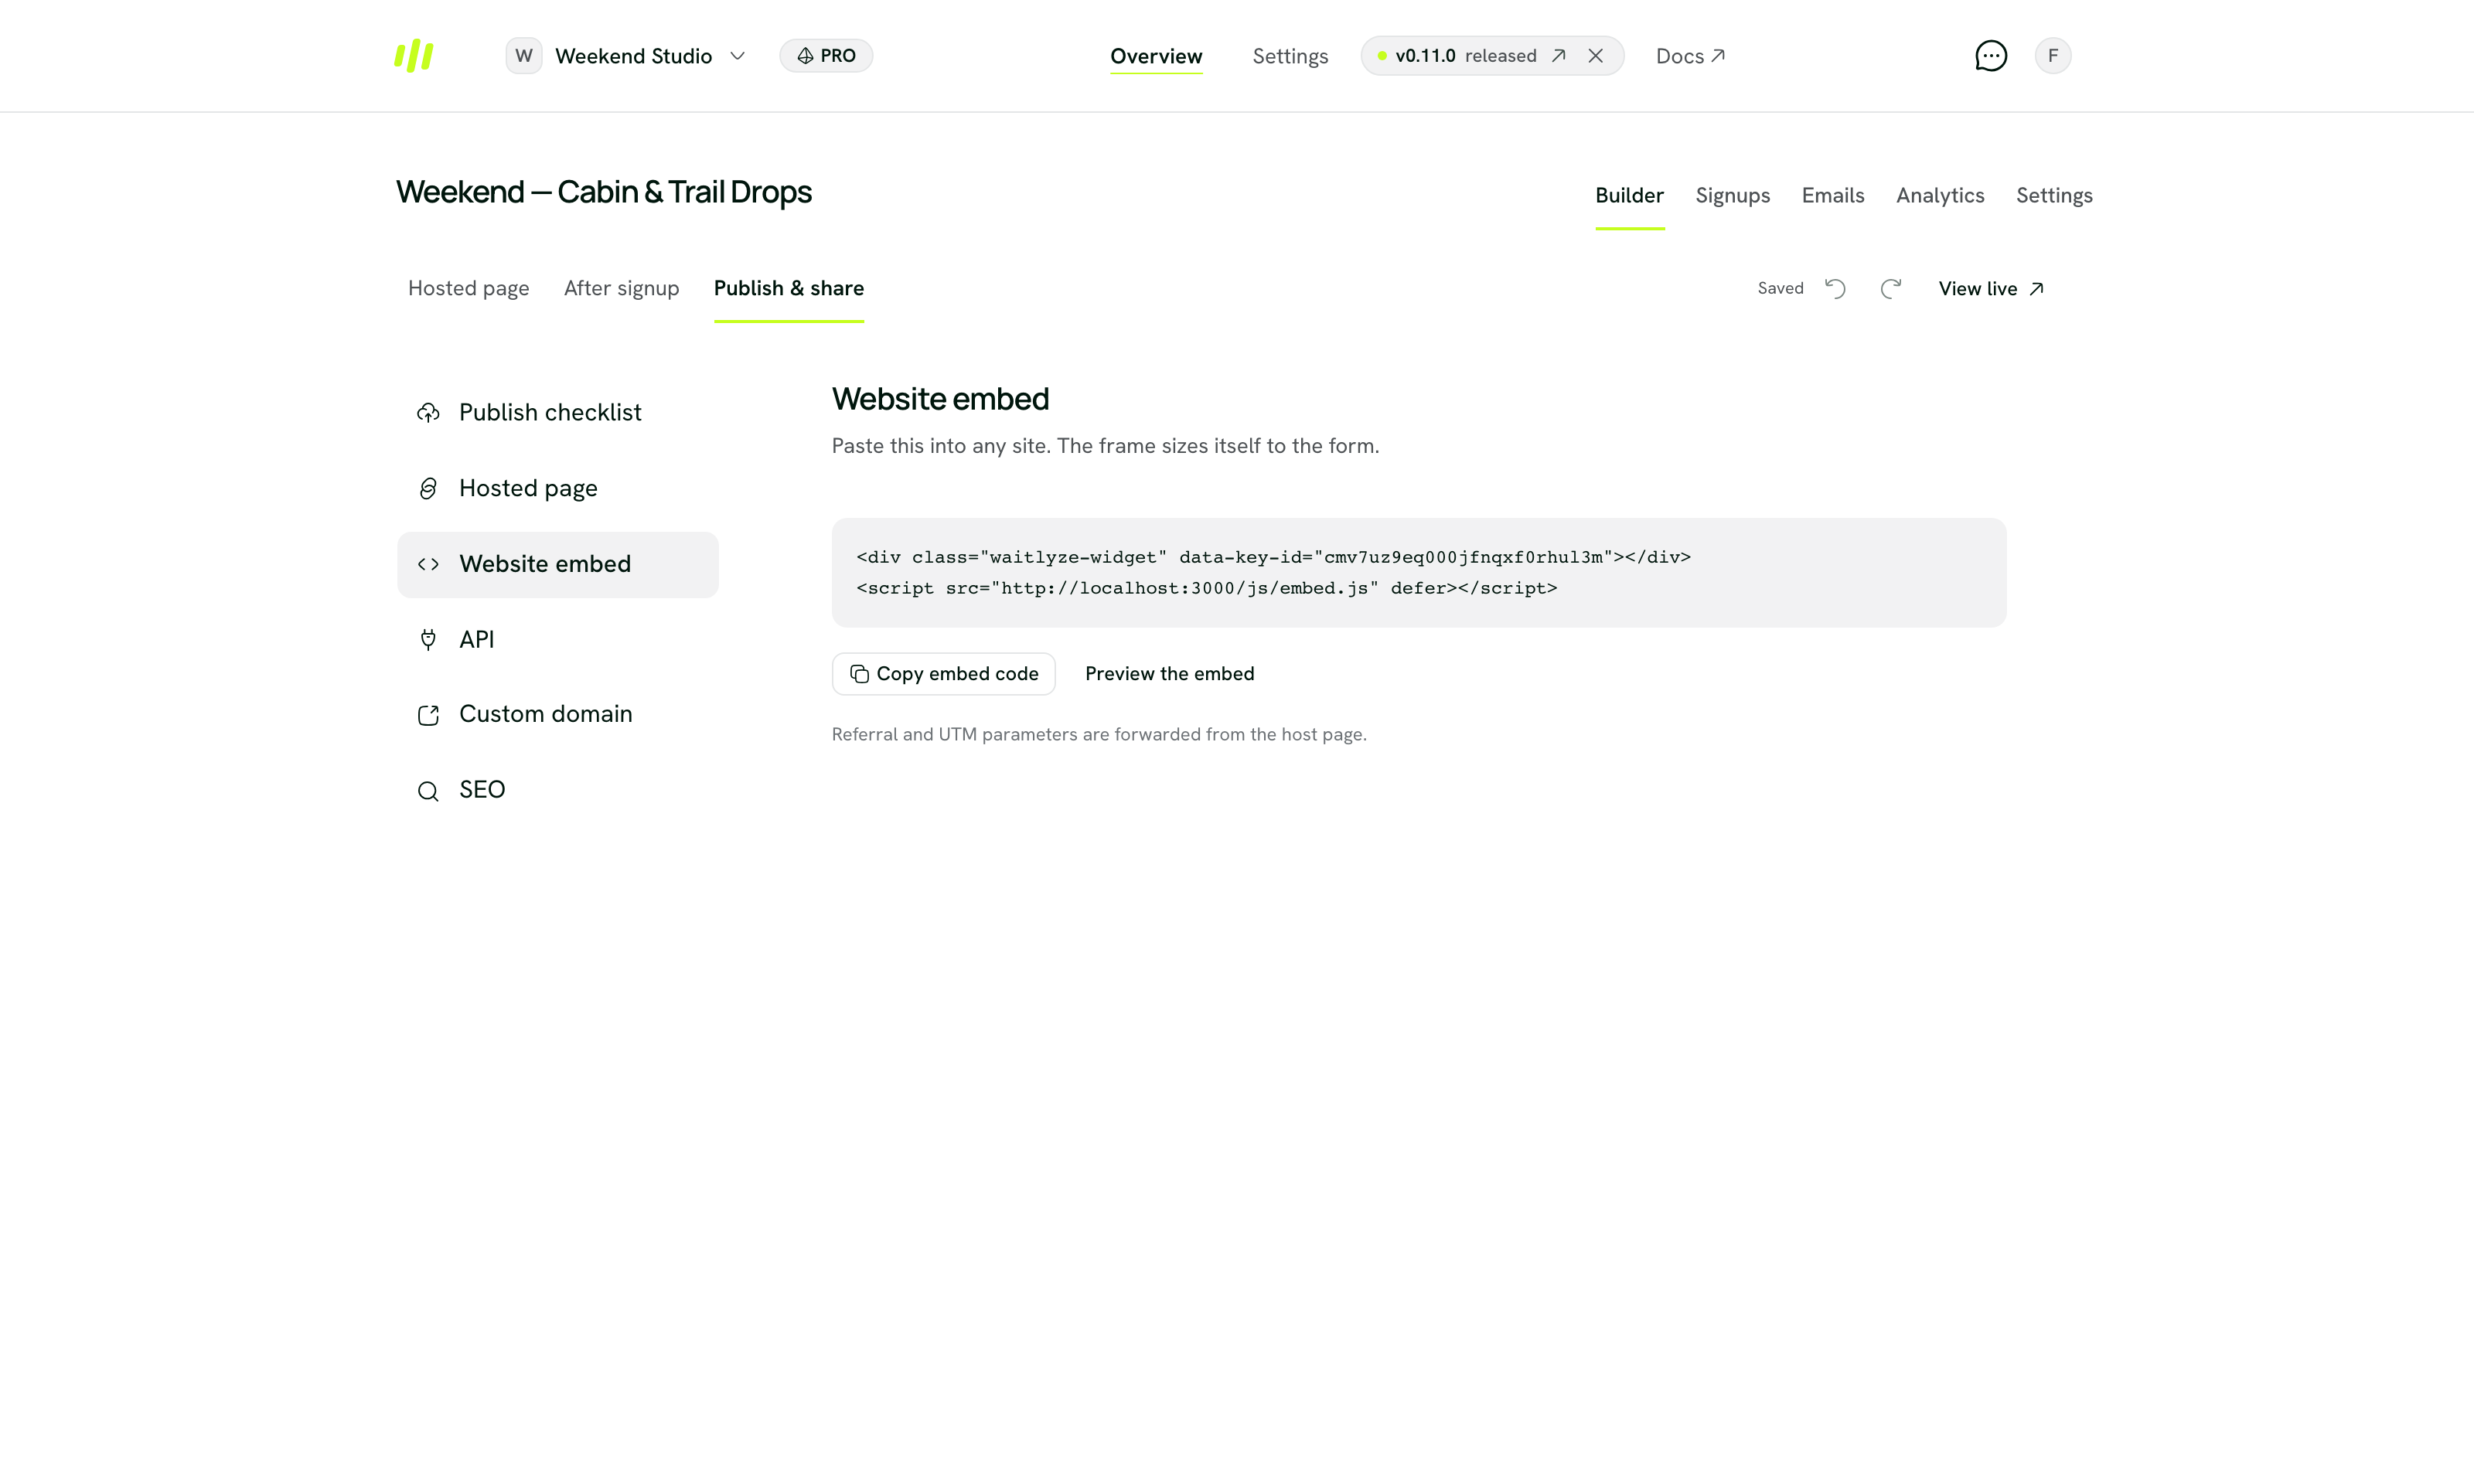 W Weekend Studio PRO Overview Settings v0.11.0 released Docs F
Weekend — Cabin & Trail Drops
Builder Signups Emails Analytics Settings
Hosted page After signup Publish & share Saved View live
Publish checklist
Hosted page
Website embed
API
Custom domain
SEO
Website embed
Paste this into any site. The frame sizes itself to the form.
<div class="waitlyze-widget" data-key-id="cmv7uz9eq000jfnqxf0rhul3m"></div>
<script src="http://localhost:3000/js/embed.js" defer></script>
Copy embed code Preview the embed
Referral and UTM parameters are forwarded from the host page.